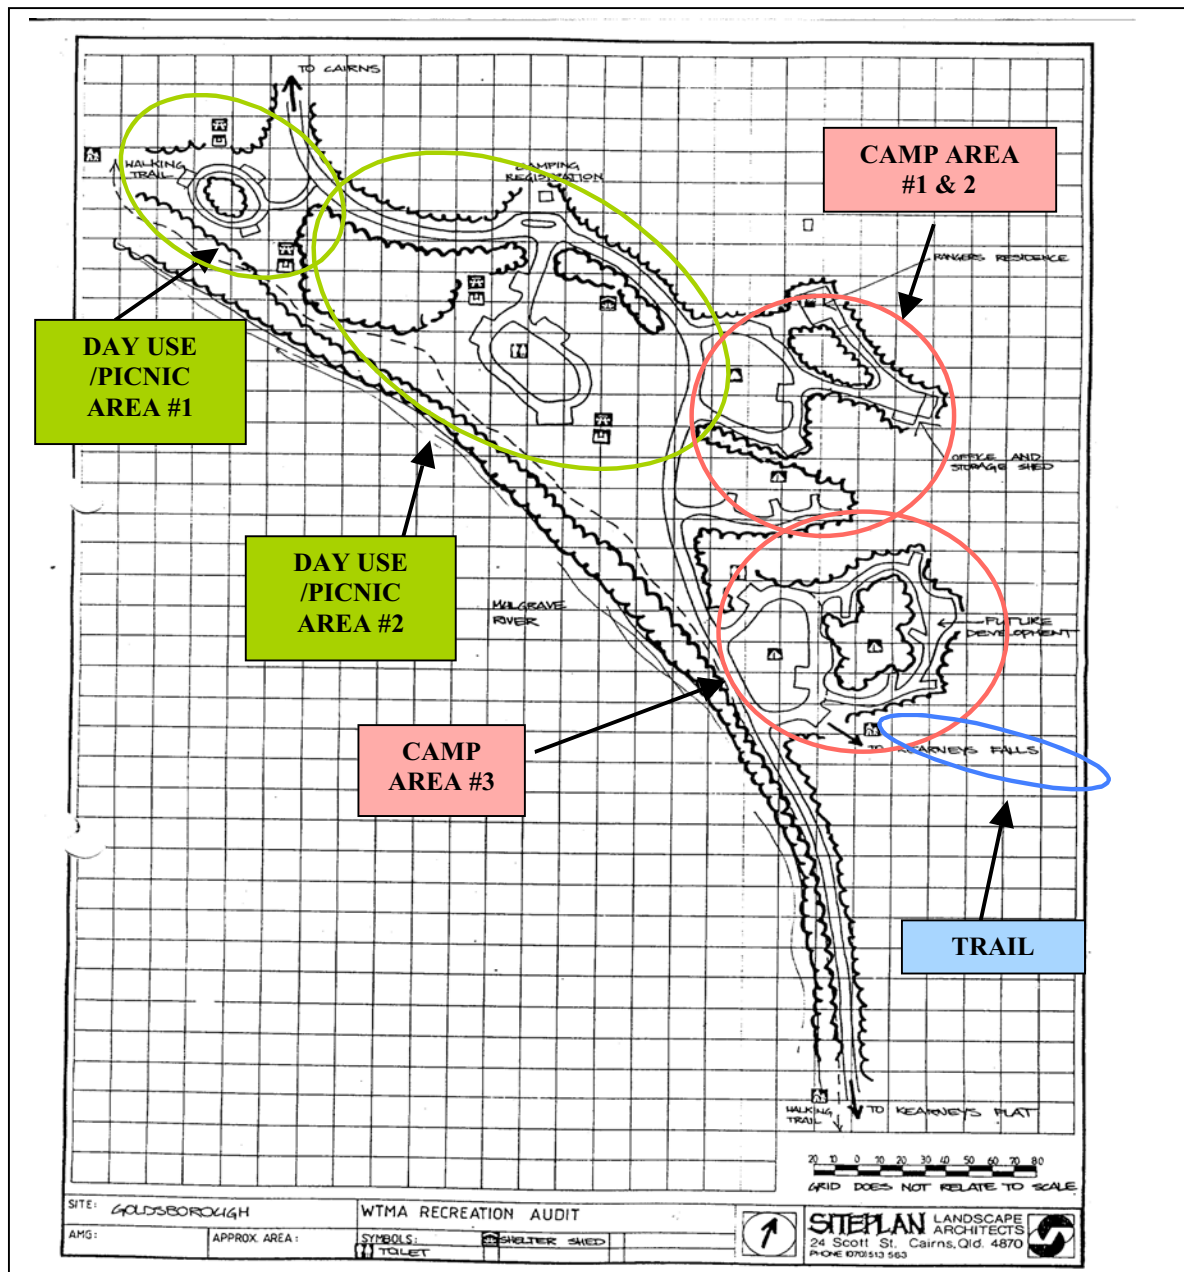 TO CAIRNS
WALKING
TRAIL
CAMPING
REGISTRATION
CAMP AREA
#1 & 2
RANGERS RESIDENCE
DAY USE
/PICNIC
AREA #1
OFFICE AND
STORAGE SHED
DAY USE
/PICNIC
AREA #2
MULGRAVE
RIVER
FUTURE
DEVELOPMENT
CAMP
AREA #3
TO KEARNEYS FALLS
TRAIL
WALKING
TRAIL
TO KEARNEYS FLAT
20 10 0 10 20 30 40 50 60 70 80
GRID DOES NOT RELATE TO SCALE
SITE: GOLDSBOROUGH
WTMA RECREATION AUDIT
AMG:
APPROX. AREA:
SYMBOLS:
TOILET
SHELTER SHED
SITEPLAN LANDSCAPE ARCHITECTS
24 Scott St. Cairns, Qld. 4870
PHONE (070) 513 563